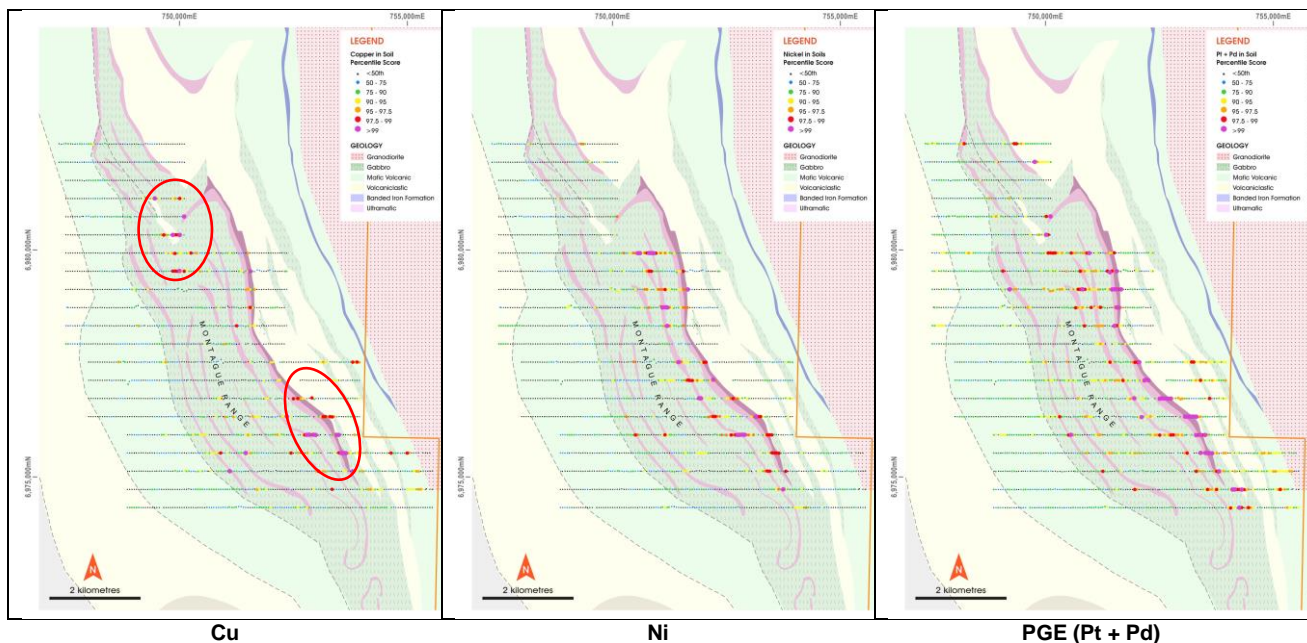 750,000mE
755,000mE
LEGEND
Copper in Soil
Percentile Score
<50th
50 - 75
75 - 90
90 - 95
95 - 97.5
97.5 - 99
>99
GEOLOGY
Granodiorite
Gabbro
Mafic Volcanic
Volcaniclastic
Banded Iron Formation
Ultramafic
6,980,000mN
MONTAGUE RANGE
6,975,000mN
N
2 kilometres
Cu
750,000mE
755,000mE
LEGEND
Nickel in Soils
Percentile Score
<50th
50 - 75
75 - 90
90 - 95
95 - 97.5
97.5 - 99
>99
GEOLOGY
Granodiorite
Gabbro
Mafic Volcanic
Volcaniclastic
Banded Iron Formation
Ultramafic
6,980,000mN
MONTAGUE RANGE
6,975,000mN
N
2 kilometres
Ni
750,000mE
755,000mE
LEGEND
Pt + Pd in Soil
Percentile Score
<50th
50 - 75
75 - 90
90 - 95
95 - 97.5
97.5 - 99
>99
GEOLOGY
Granodiorite
Gabbro
Mafic Volcanic
Volcaniclastic
Banded Iron Formation
Ultramafic
6,980,000mN
MONTAGUE RANGE
6,975,000mN
N
2 kilometres
PGE (Pt + Pd)